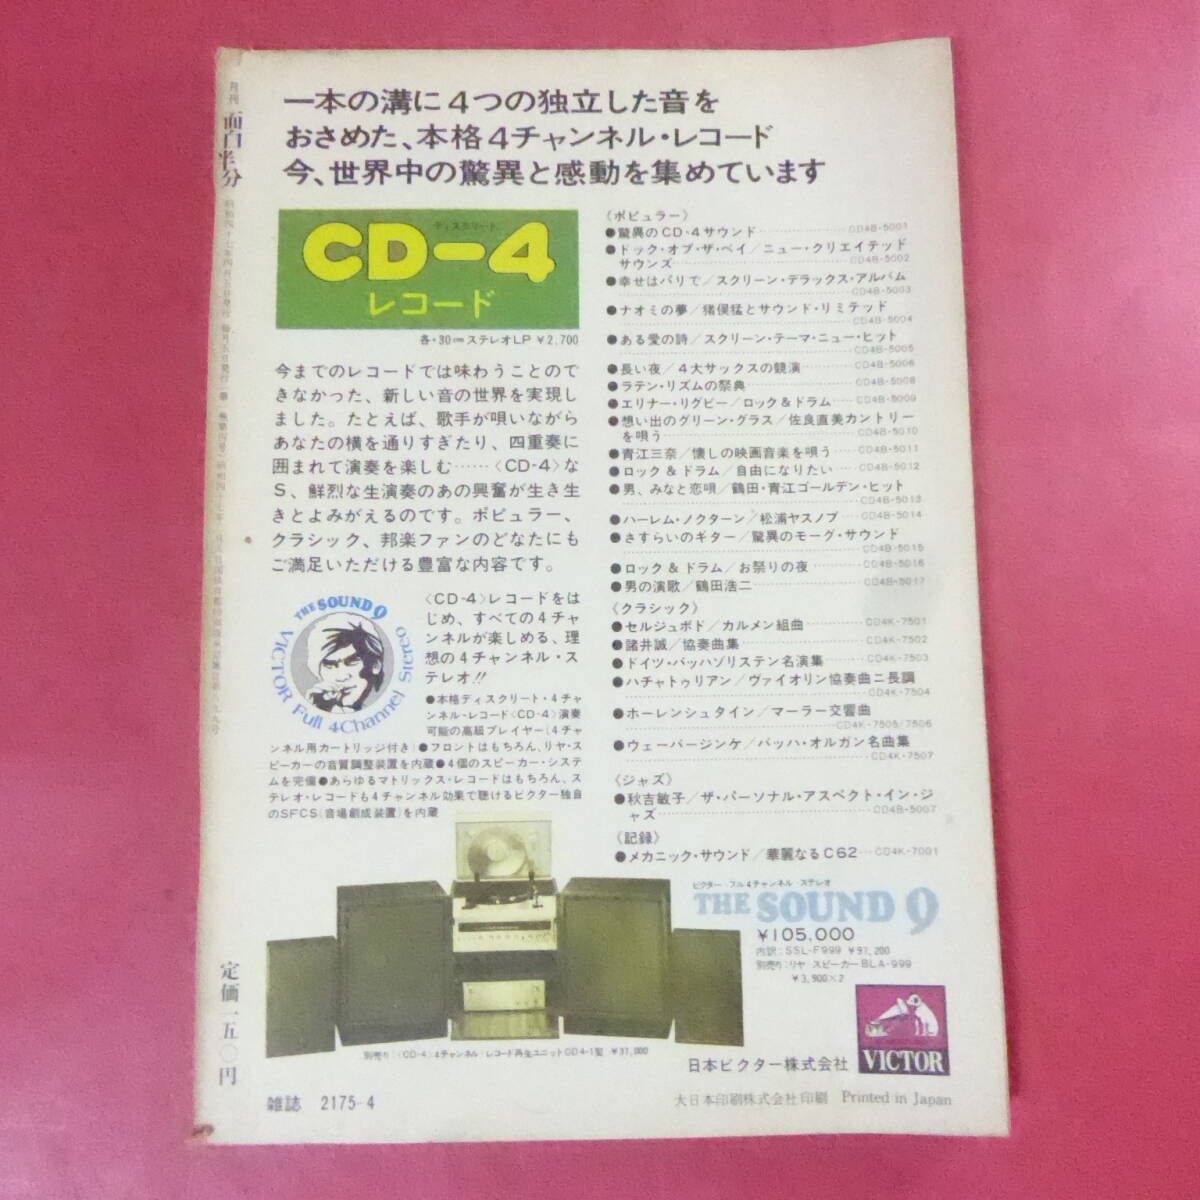 一本の溝に4つの独立した音を
おさめた、本格4チャンネル・レコード
今、世界中の驚異と感動を集めています
ディスクリート
CD-4
レコード
各・30cmステレオLP ¥2,700
今までのレコードでは味わうことので
きなかった、新しい音の世界を実現し
ました。たとえば、歌手が唄いながら
あなたの横を通りすぎたり、四重奏に
囲まれて演奏を楽しむ……〈CD-4〉な
S、鮮烈な生演奏のあの興奮が生き生
きとよみがえるのです。ポピュラー、
クラシック、邦楽ファンのどなたにも
ご満足いただける豊富な内容です。
THE SOUND 9
VICTOR Full 4Channel Stereo
〈CD-4〉レコードをは
じめ、すべての4チャ
ンネルが楽しめる、理
想の4チャンネル・ス
テレオ!!
●本格ディスクリート・4チャ
ンネル・レコード〈CD-4〉演奏
可能の高級プレイヤー(4チャ
ンネル用カートリッジ付き)●フロントはもちろん、リヤ・ス
ピーカーの音質調整装置を内蔵●4個のスピーカー・システ
ムを完備●あらゆるマトリックス・レコードはもちろん、ス
テレオ・レコードも4チャンネル効果で聴けるビクター独自
のSFCS(音場創成装置)を内蔵
〈ポピュラー〉
●驚異のCD-4サウンド……CD4B-5001
●ドック・オブ・ザ・ベイ/ニュー・クリエイテッド
サウンズ……CD4B-5002
●幸せはパリで/スクリーン・デラックス・アルバム
……CD4B-5003
●ナオミの夢/猪俣猛とサウンド・リミテッド
……CD4B-5004
●ある愛の詩/スクリーン・テーマ・ニュー・ヒット
……CD4B-5005
●長い夜/4大サックスの競演……CD4B-5006
●ラテン・リズムの祭典……CD4B-5008
●エリナー・リグビー/ロック&ドラム……CD4B-5009
●想い出のグリーン・グラス/佐良直美カントリー
を唄う……CD4B-5010
●青江三奈/懐しの映画音楽を唄う……CD4B-5011
●ロック&ドラム/自由になりたい……CD4B-5012
●男、みなと恋唄/鶴田・青江ゴールデン・ヒット
……CD4B-5013
●ハーレム・ノクターン/松浦ヤスノブ……CD4B-5014
●さすらいのギター/驚異のモーグ・サウンド
……CD4B-5015
●ロック&ドラム/お祭りの夜……CD4B-5016
●男の演歌/鶴田浩二……CD4B-5017
〈クラシック〉
●セルジュボド/カルメン組曲……CD4K-7501
●諸井誠/協奏曲集……CD4K-7502
●ドイツ・バッハゾリステン名演集……CD4K-7503
●ハチャトゥリアン/ヴァイオリン協奏曲ニ長調
……CD4K-7504
●ホーレンシュタイン/マーラー交響曲
……CD4K-7505/7506
●ウェーバージンケ/バッハ・オルガン名曲集
……CD4K-7507
〈ジャズ〉
●秋吉敏子/ザ・パーソナル・アスペクト・イン・ジ
ャズ……CD4B-5007
〈記録〉
●メカニック・サウンド/華麗なるC62…CD4K-7001
ビクター・フル4チャンネル・ステレオ
THE SOUND 9
¥105,000
内訳:SSL-F999 ¥97,200
別売り:リヤ・スピーカーBLA-999
¥3,900×2
別売り:〈CD-4〉4チャンネル/レコード再生ユニットCD4-1型 ¥37,000
日本ビクター株式会社
VICTOR
雑誌 2175-4
大日本印刷株式会社印刷 Printed in Japan
月刊 面白半分
定価一五〇円